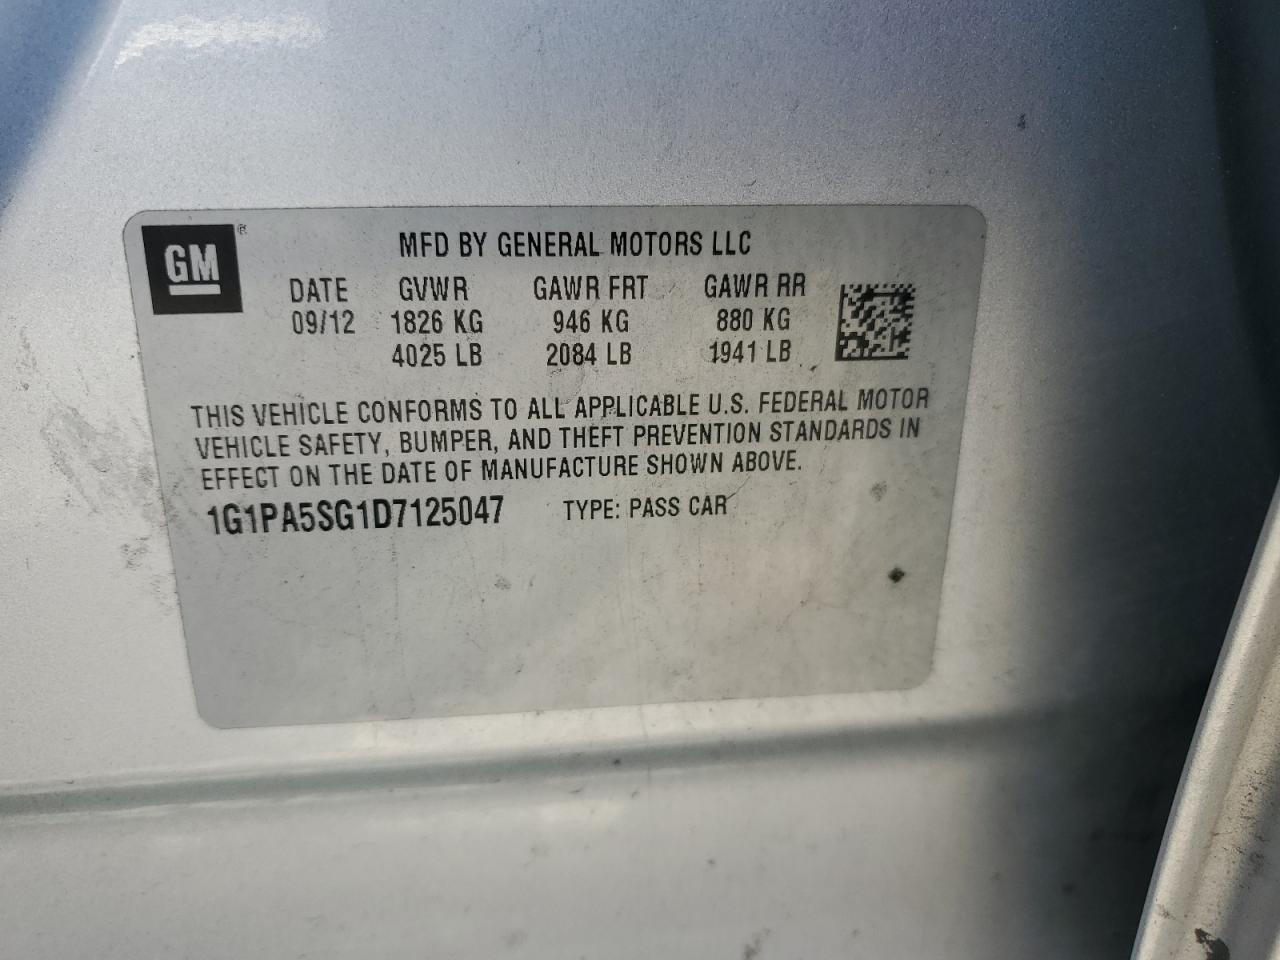 GM ®
MFD BY GENERAL MOTORS LLC
DATE GVWR GAWR FRT GAWR RR
09/12 1826 KG 946 KG 880 KG
4025 LB 2084 LB 1941 LB
THIS VEHICLE CONFORMS TO ALL APPLICABLE U.S. FEDERAL MOTOR
VEHICLE SAFETY, BUMPER, AND THEFT PREVENTION STANDARDS IN
EFFECT ON THE DATE OF MANUFACTURE SHOWN ABOVE.
1G1PA5SG1D7125047 TYPE: PASS CAR